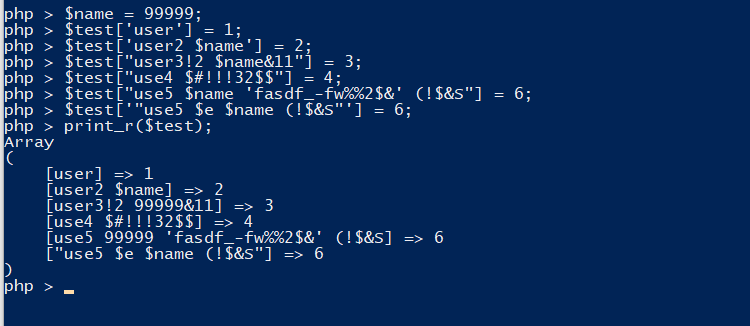 php > $name = 99999;
php > $test['user'] = 1;
php > $test['user2 $name'] = 2;
php > $test["user3!2 $name&11"] = 3;
php > $test["use4 $#!!!32$$"] = 4;
php > $test["use5 $name 'fasdf_-fw%%2$&' (!$&S"] = 6;
php > $test['"use5 $e $name (!$&S"'] = 6;
php > print_r($test);
Array
(
    [user] => 1
    [user2 $name] => 2
    [user3!2 99999&11] => 3
    [use4 $#!!!32$$] => 4
    [use5 99999 'fasdf_-fw%%2$&' (!$&S] => 6
    ["use5 $e $name (!$&S"] => 6
)
php >